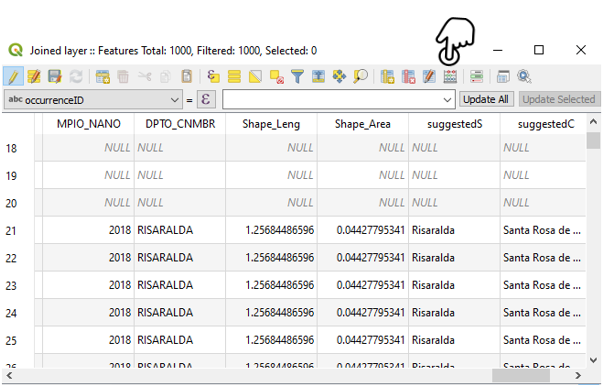 Joined layer :: Features Total: 1000, Filtered: 1000, Selected: 0
abc occurrenceID = ε Update All Update Selected
MPIO_NANO DPTO_CNMBR Shape_Leng Shape_Area suggestedS suggestedC
18 NULL NULL NULL NULL NULL NULL
19 NULL NULL NULL NULL NULL NULL
20 NULL NULL NULL NULL NULL NULL
21 2018 RISARALDA 1.25684486596 0.04427795341 Risaralda Santa Rosa de ...
22 2018 RISARALDA 1.25684486596 0.04427795341 Risaralda Santa Rosa de ...
23 2018 RISARALDA 1.25684486596 0.04427795341 Risaralda Santa Rosa de ...
24 2018 RISARALDA 1.25684486596 0.04427795341 Risaralda Santa Rosa de ...
25 2018 RISARALDA 1.25684486596 0.04427795341 Risaralda Santa Rosa de ...
26 2018 RISARALDA 1.25684486596 0.04427795341 Risaralda Santa Rosa de ...